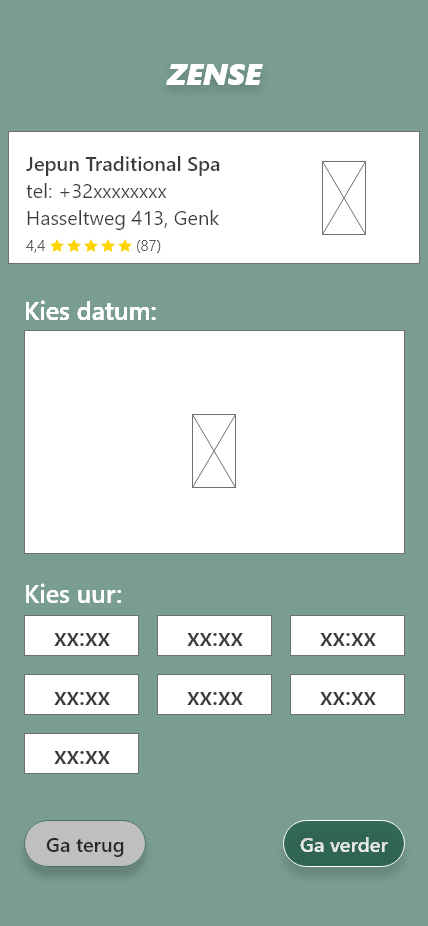 ZENSE
Jepun Traditional Spa
tel: +32xxxxxxxx
Hasseltweg 413, Genk
4,4 ★★★★★ (87)
Kies datum:
Kies uur:
xx:xx xx:xx xx:xx
xx:xx xx:xx xx:xx
xx:xx
Ga terug Ga verder